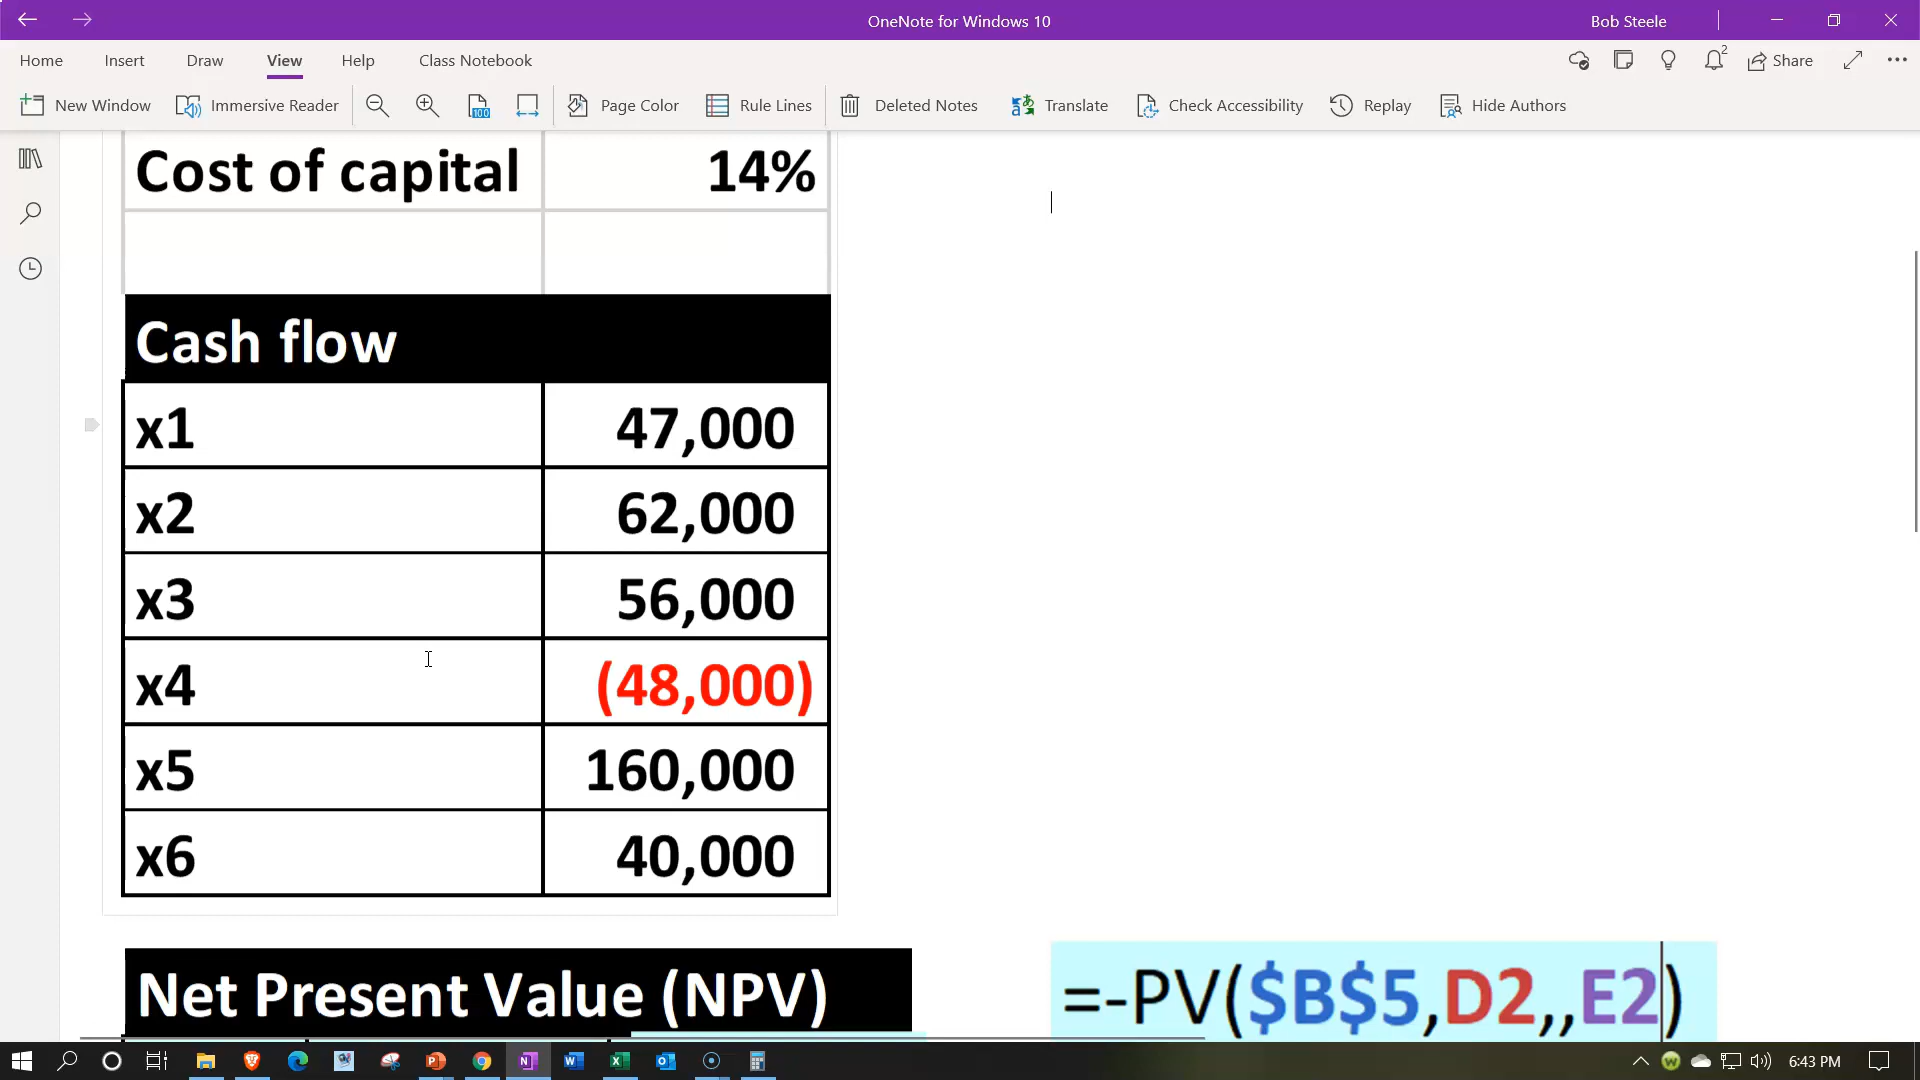 OneNote for Windows 10
Bob Steele
Home Insert Draw View Help Class Notebook
2
Share
New Window Immersive Reader 100 Page Color Rule Lines Deleted Notes Translate Check Accessibility Replay Hide Authors
Cost of capital 14%
Cash flow
x1 47,000
x2 62,000
x3 56,000
x4 (48,000)
x5 160,000
x6 40,000
Net Present Value (NPV)
=-PV($B$5,D2,,E2)
6:43 PM